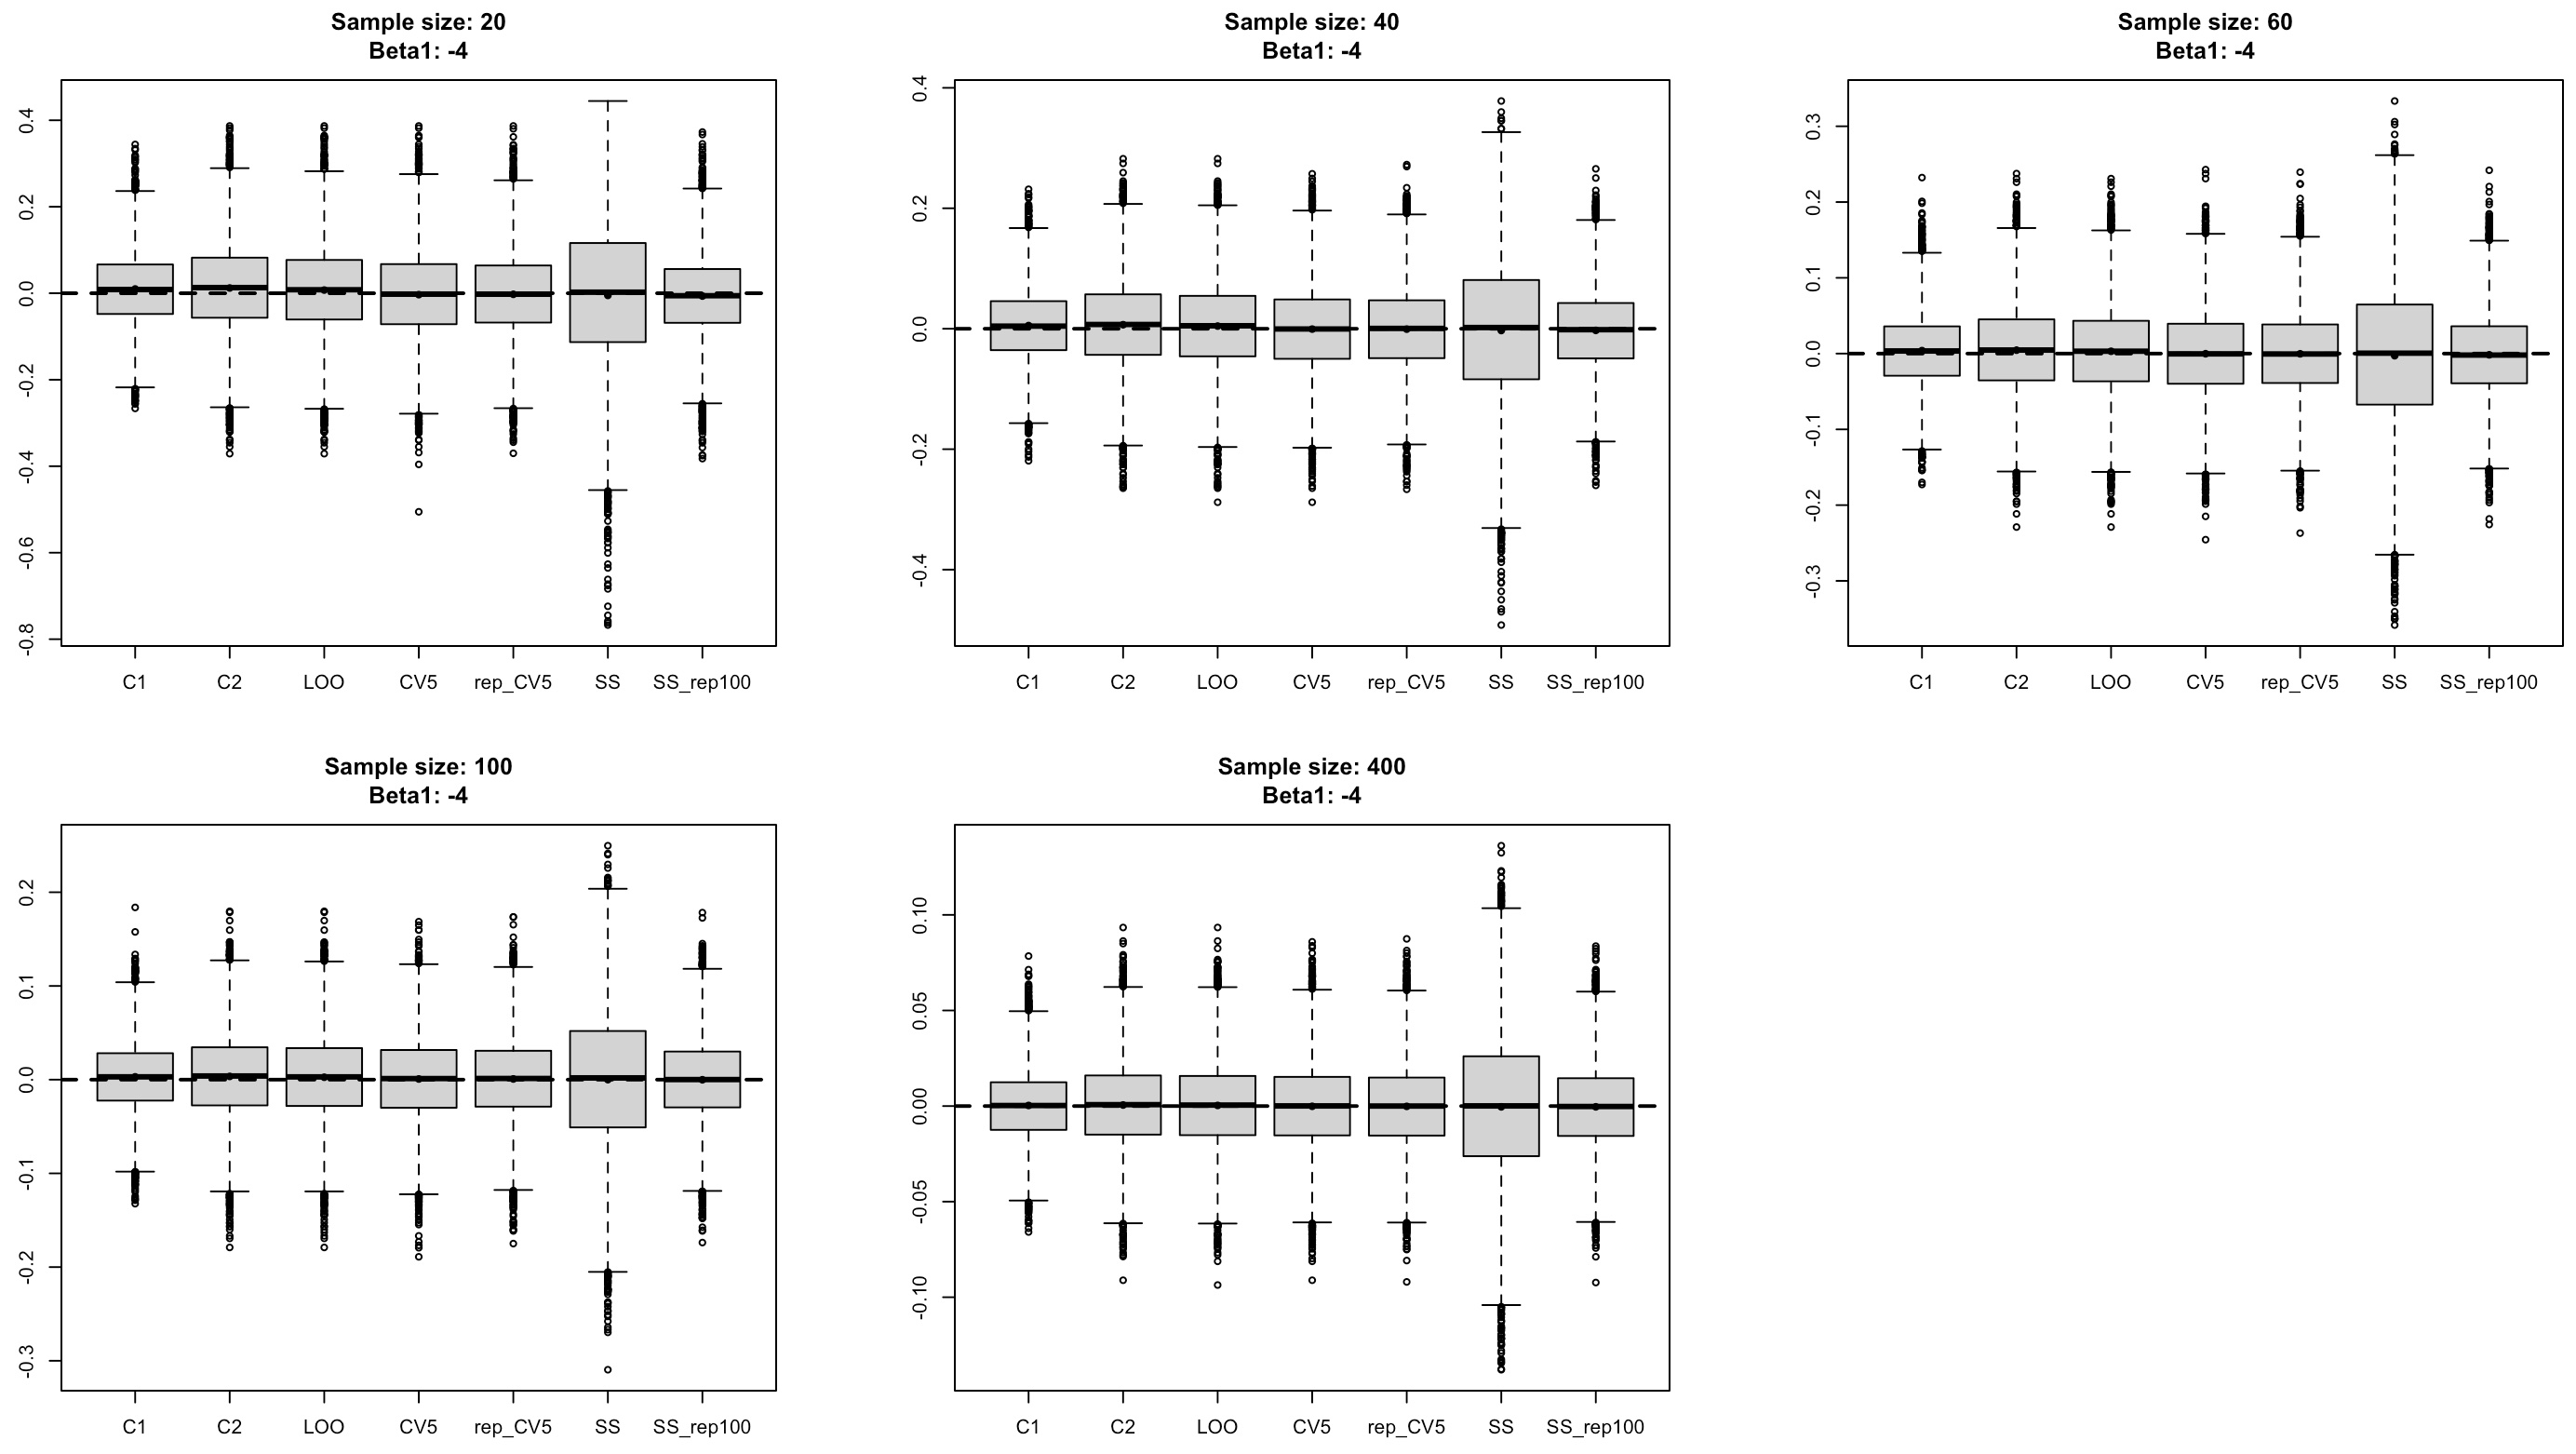 Sample size: 20
Beta1: -4
0.4
0.2
0.0
-0.2
-0.4
-0.6
-0.8
C1 C2 LOO CV5 rep_CV5 SS SS_rep100
Sample size: 40
Beta1: -4
0.4
0.2
0.0
-0.2
-0.4
C1 C2 LOO CV5 rep_CV5 SS SS_rep100
Sample size: 60
Beta1: -4
0.3
0.2
0.1
0.0
-0.1
-0.2
-0.3
C1 C2 LOO CV5 rep_CV5 SS SS_rep100
Sample size: 100
Beta1: -4
0.2
0.1
0.0
-0.1
-0.2
-0.3
C1 C2 LOO CV5 rep_CV5 SS SS_rep100
Sample size: 400
Beta1: -4
0.10
0.05
0.00
-0.05
-0.10
C1 C2 LOO CV5 rep_CV5 SS SS_rep100